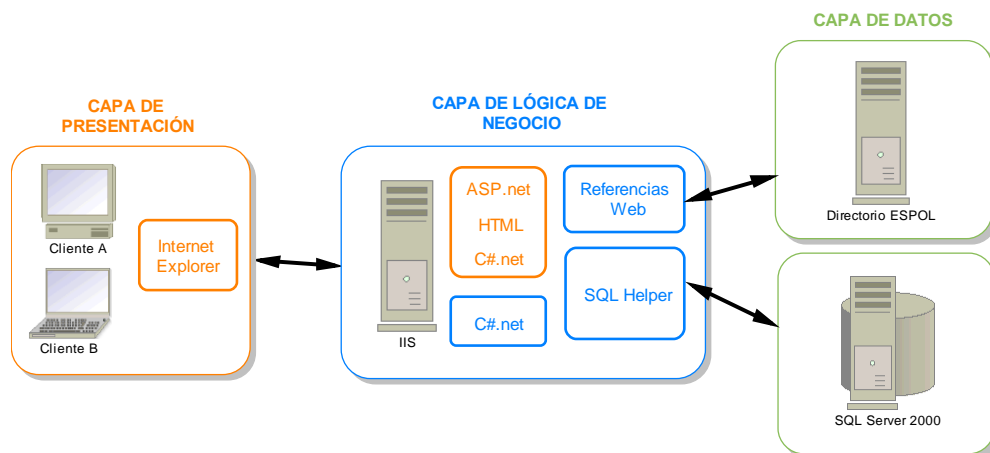 CAPA DE
PRESENTACIÓN
Cliente A
Cliente B
Internet
Explorer
CAPA DE LÓGICA DE
NEGOCIO
IIS
ASP.net
HTML
C#.net
C#.net
Referencias
Web
SQL Helper
CAPA DE DATOS
Directorio ESPOL
SQL Server 2000